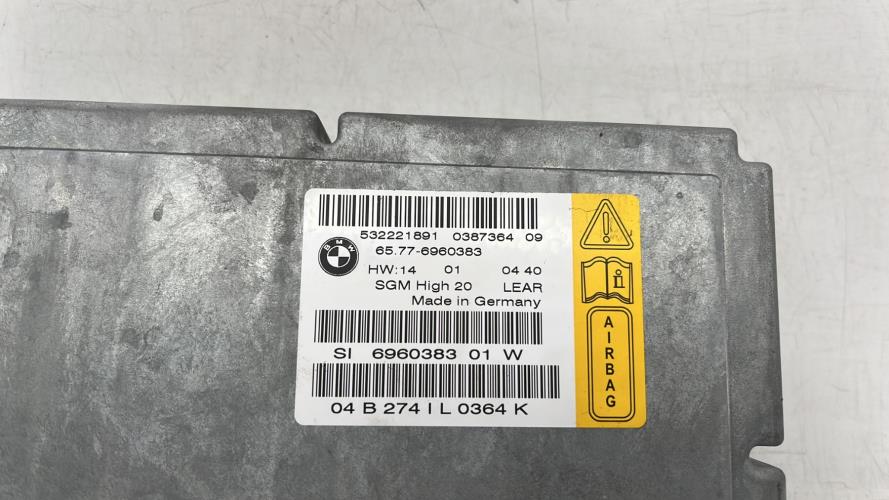 532221891 0387364 09
BMW
65.77-6960383
HW:14 01 04 40
SGM High 20 LEAR
Made in Germany
SI 6960383 01 W
04 B 274 I L 0364 K
i
AIRBAG